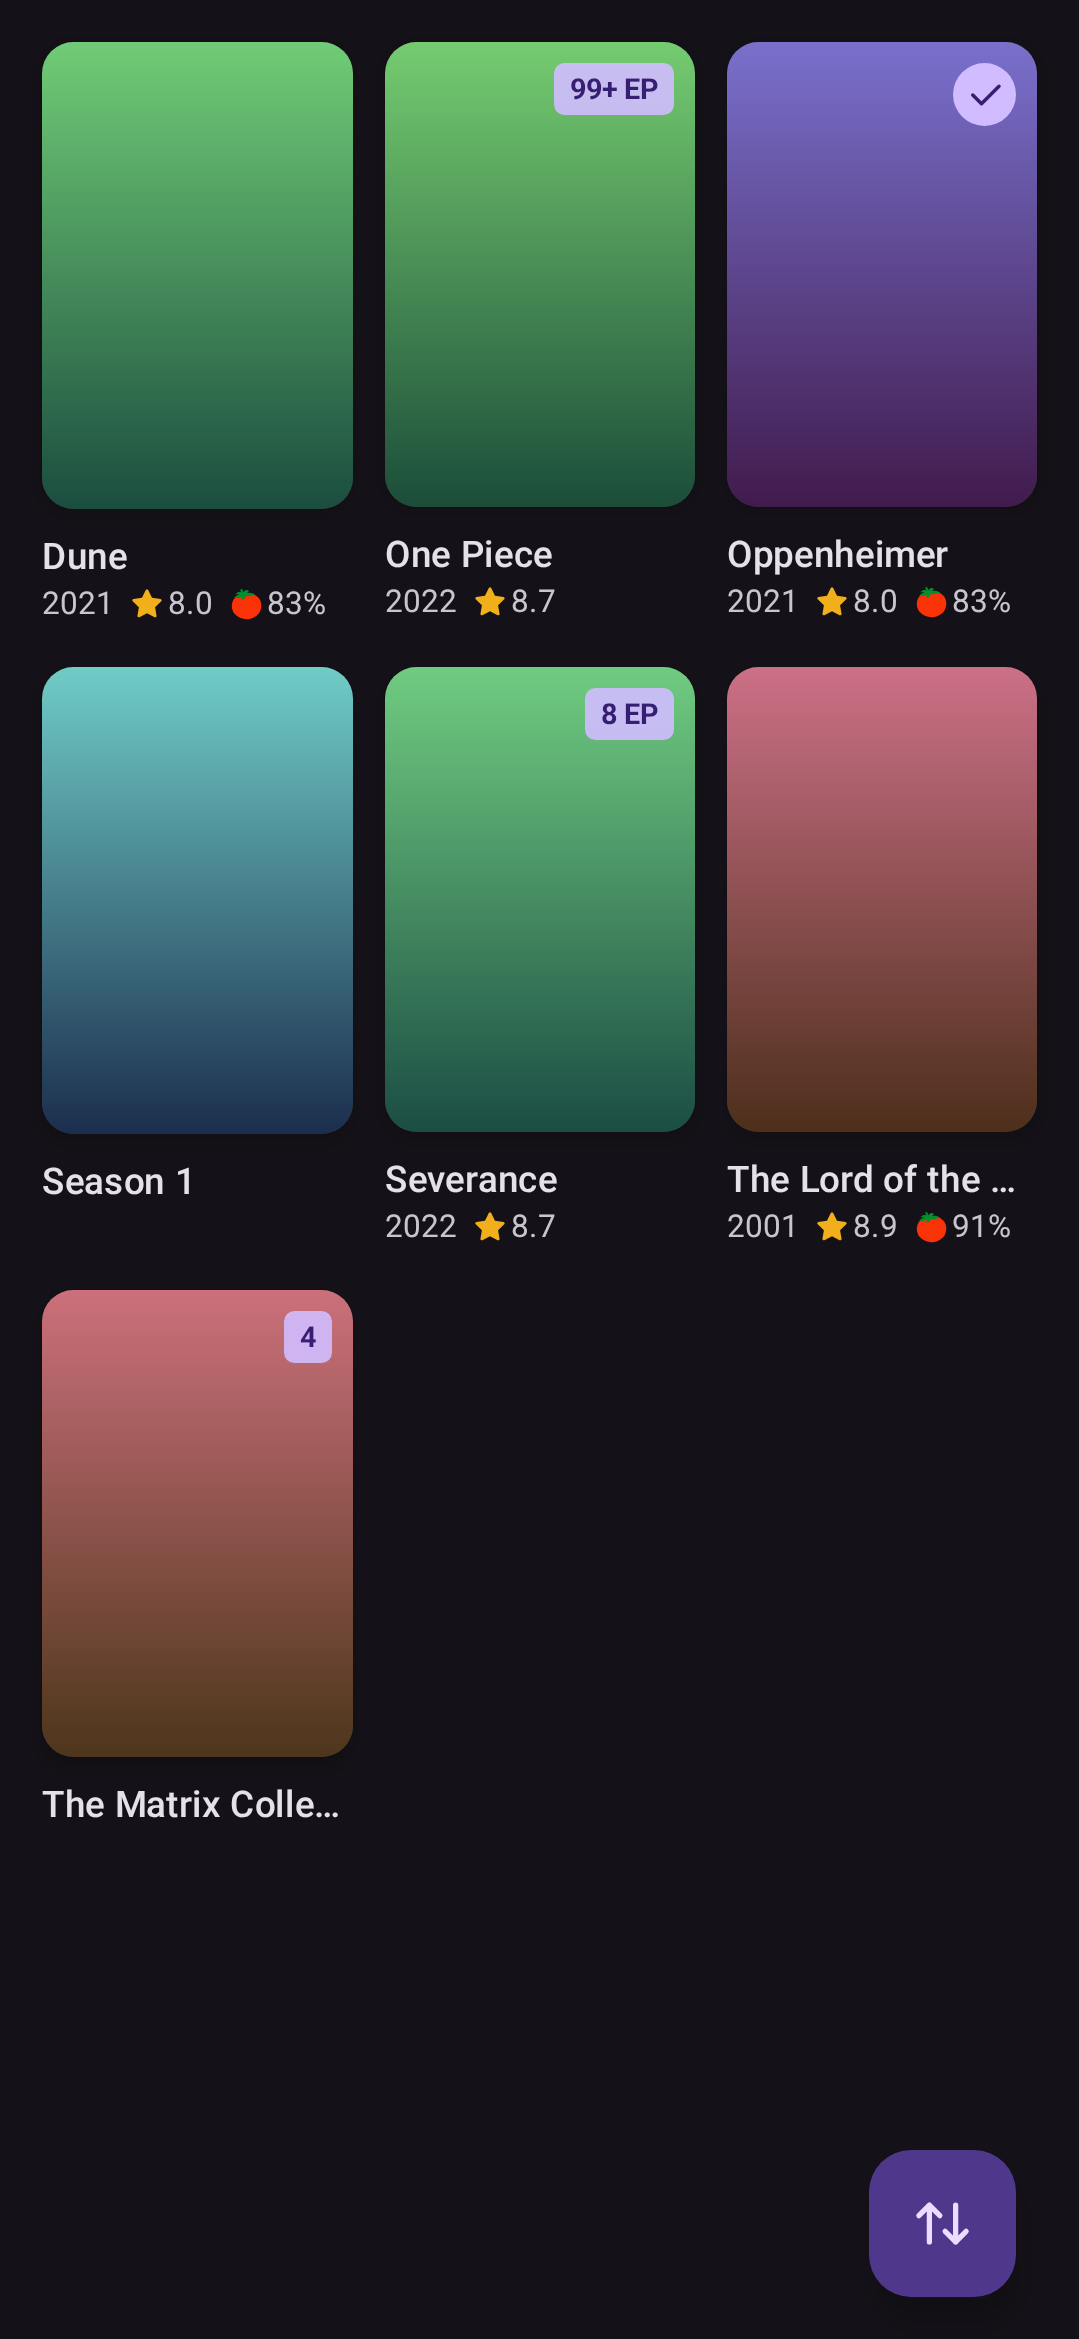 99+ EP
Dune
2021 ⭐ 8.0 🍅 83%
One Piece
2022 ⭐ 8.7
Oppenheimer
2021 ⭐ 8.0 🍅 83%
8 EP
Season 1
Severance
2022 ⭐ 8.7
The Lord of the ...
2001 ⭐ 8.9 🍅 91%
4
The Matrix Colle...